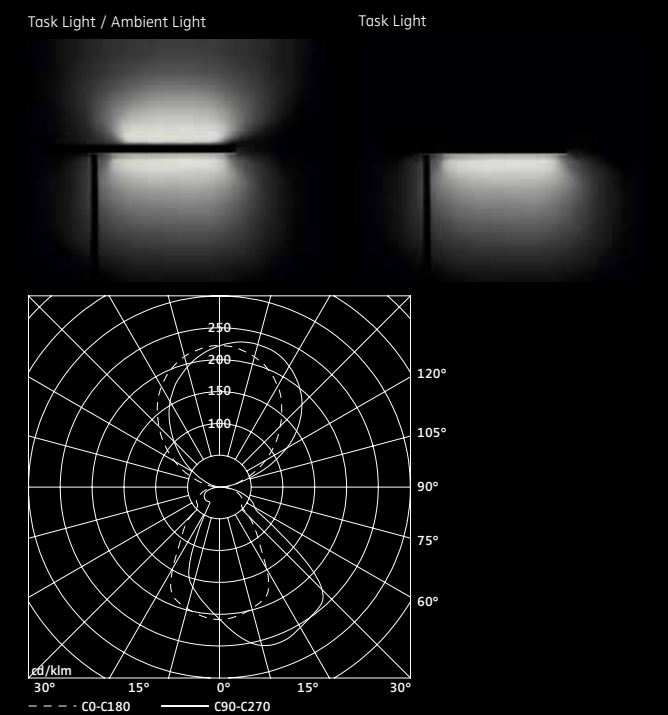 Task Light / Ambient Light
Task Light
250
200
150
100
120°
105°
90°
75°
60°
cd/klm
30° 15° 0° 15° 30°
C0-C180 C90-C270